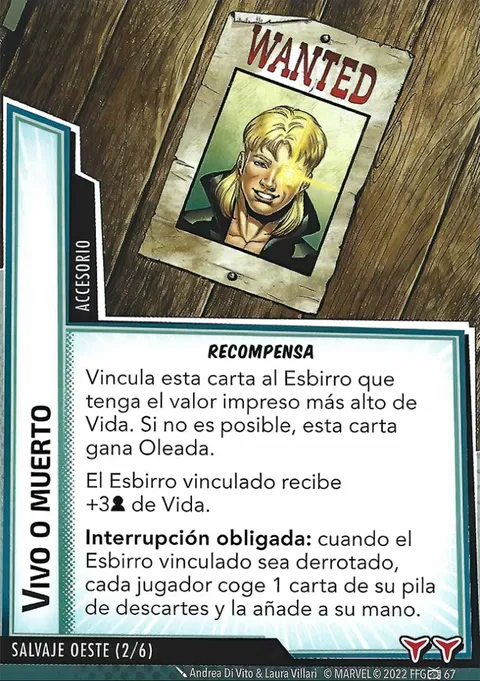 WANTED
ACCESORIO
VIVO O MUERTO
RECOMPENSA
Vincula esta carta al Esbirro que
tenga el valor impreso más alto de
Vida. Si no es posible, esta carta
gana Oleada.
El Esbirro vinculado recibe
+3 de Vida.
Interrupción obligada: cuando el
Esbirro vinculado sea derrotado,
cada jugador coge 1 carta de su pila
de descartes y la añade a su mano.
SALVAJE OESTE (2/6)
Andrea Di Vito & Laura Villari © MARVEL © 2022 FFG 67